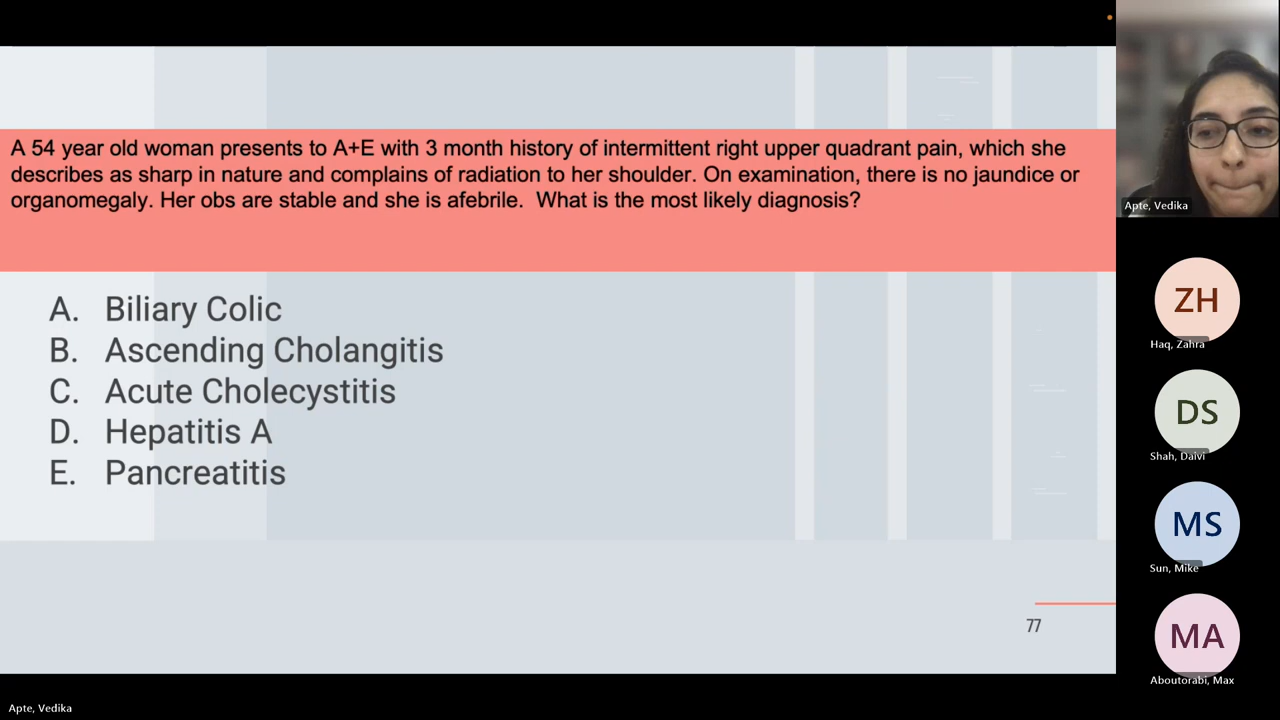 A 54 year old woman presents to A+E with 3 month history of intermittent right upper quadrant pain, which she
describes as sharp in nature and complains of radiation to her shoulder. On examination, there is no jaundice or
organomegaly. Her obs are stable and she is afebrile.  What is the most likely diagnosis?
A. Biliary Colic
B. Ascending Cholangitis
C. Acute Cholecystitis
D. Hepatitis A
E. Pancreatitis
77
Apte, Vedika
ZH
Haq, Zahra
DS
Shah, Dalvi
MS
Sun, Mike
MA
Aboutorabi, Max
Apte, Vedika